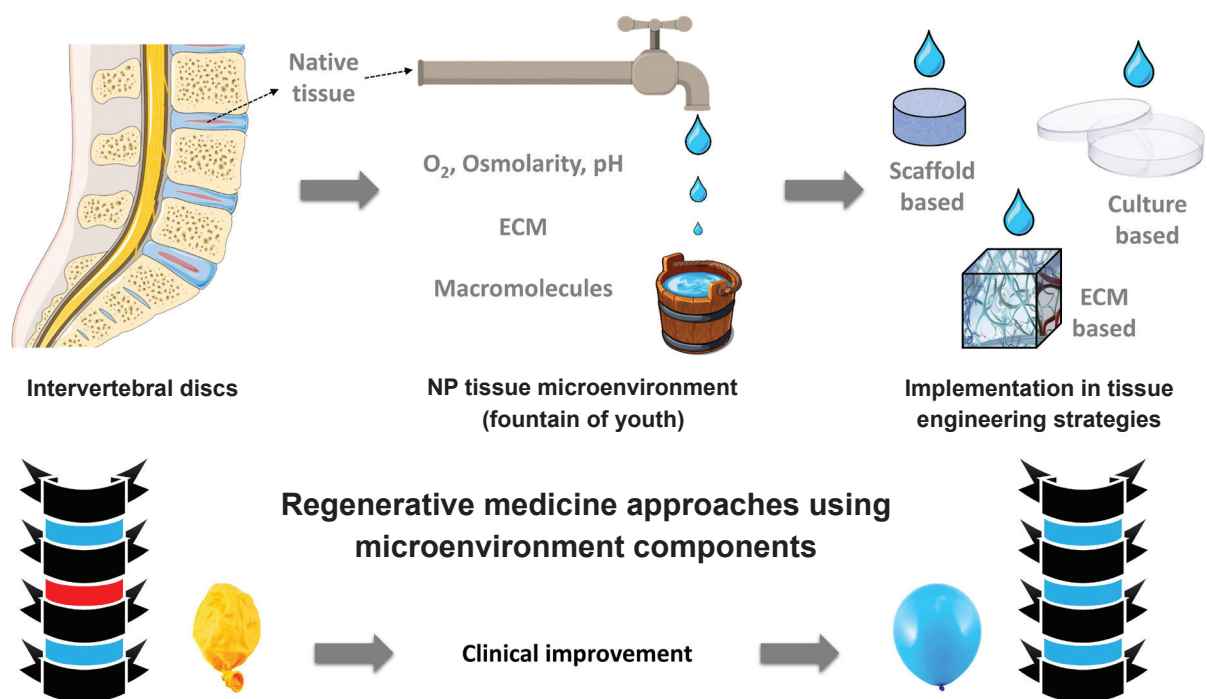 Native
tissue
O₂, Osmolarity, pH
ECM
Macromolecules
Scaffold
based
Culture
based
ECM
based
Intervertebral discs
NP tissue microenvironment
(fountain of youth)
Implementation in tissue
engineering strategies
Regenerative medicine approaches using
microenvironment components
Clinical improvement